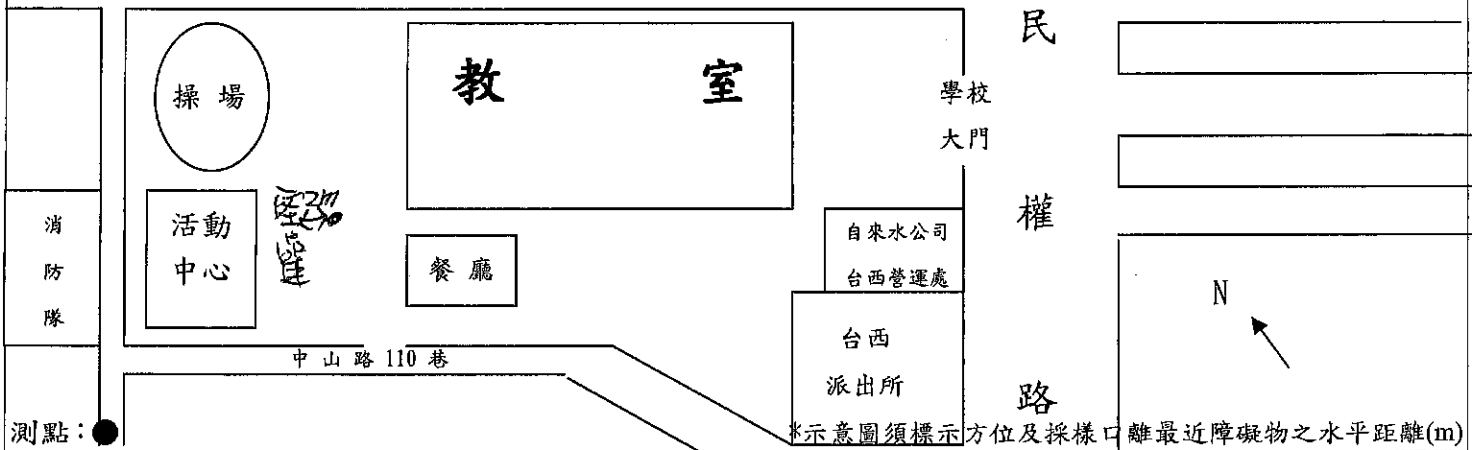 民
操場
教室
學校
大門
消
防
隊
活動
中心
餐廳
權
自來水公司
台西營運處
N
台西
派出所
中山路 110 巷
路
測點:●
*示意圖須標示方位及採樣口離最近障礙物之水平距離(m)